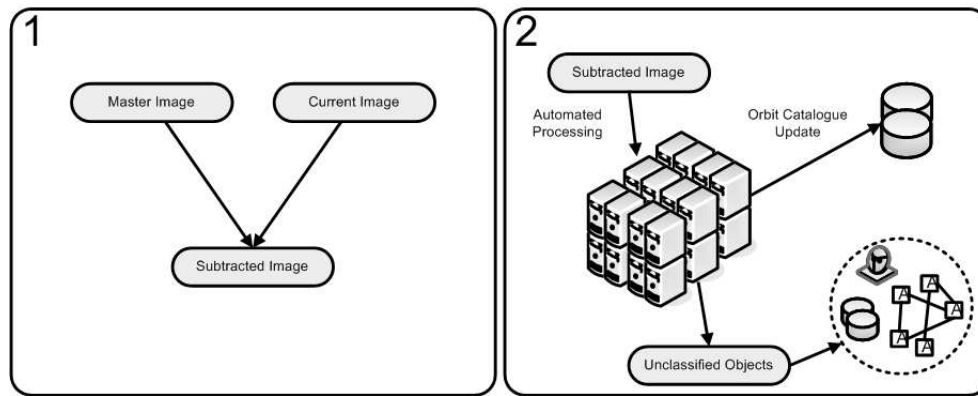 1
Master Image
Current Image
Subtracted Image
2
Subtracted Image
Automated
Processing
Orbit Catalogue
Update
A
A
A
A
A
Unclassified Objects